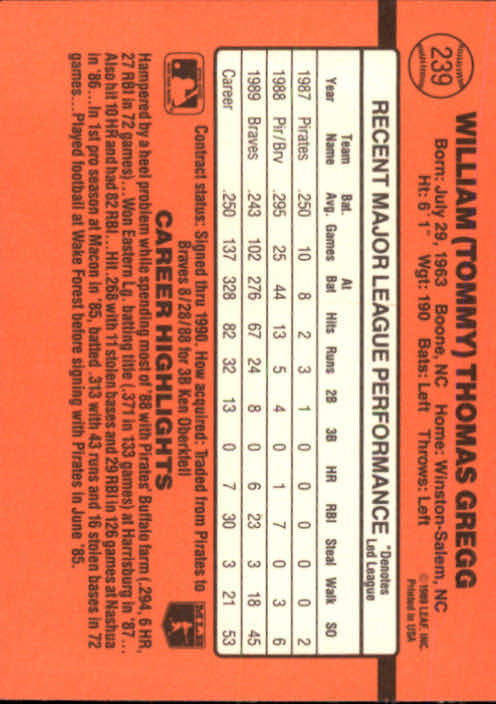 239
WILLIAM (TOMMY) THOMAS GREGG
Born: July 29, 1963 Boone, NC Home: Winston-Salem, NC
Ht: 6' 1" Wgt: 190 Bats: Left Throws: Left
© 1989 LEAF, INC.
Printed in USA
RECENT MAJOR LEAGUE PERFORMANCE *Denotes Led League
Year Team Name Bat. Avg. Games At Bat Hits Runs 2B 3B HR RBI Steal Walk SO
1987 Pirates .250 10 8 2 3 1 0 0 0 0 0 2
1988 Pir/Brv .295 25 44 13 5 4 0 1 7 0 3 6
1989 Braves .243 102 276 67 24 8 0 6 23 3 18 45
Career .250 137 328 82 32 13 0 7 30 3 21 53
Contract status: Signed thru 1990. How acquired: Traded from Pirates to
Braves 8/28/88 for 3B Ken Oberkfell
CAREER HIGHLIGHTS
MLB
Hampered by a heel problem while spending most of '88 with Pirates' Buffalo farm (.294, 6 HR,
27 RBI in 72 games)... Won Eastern Lg. batting title (.371 in 133 games) at Harrisburg in '87...
Also hit 10 HR and had 82 RBI... Hit .268 with 11 stolen bases and 29 RBI in 126 games at Nashua
in '86... In 1st pro season at Macon in '85, batted .313 with 43 runs and 16 stolen bases in 72
games... Played football at Wake Forest before signing with Pirates in June '85.